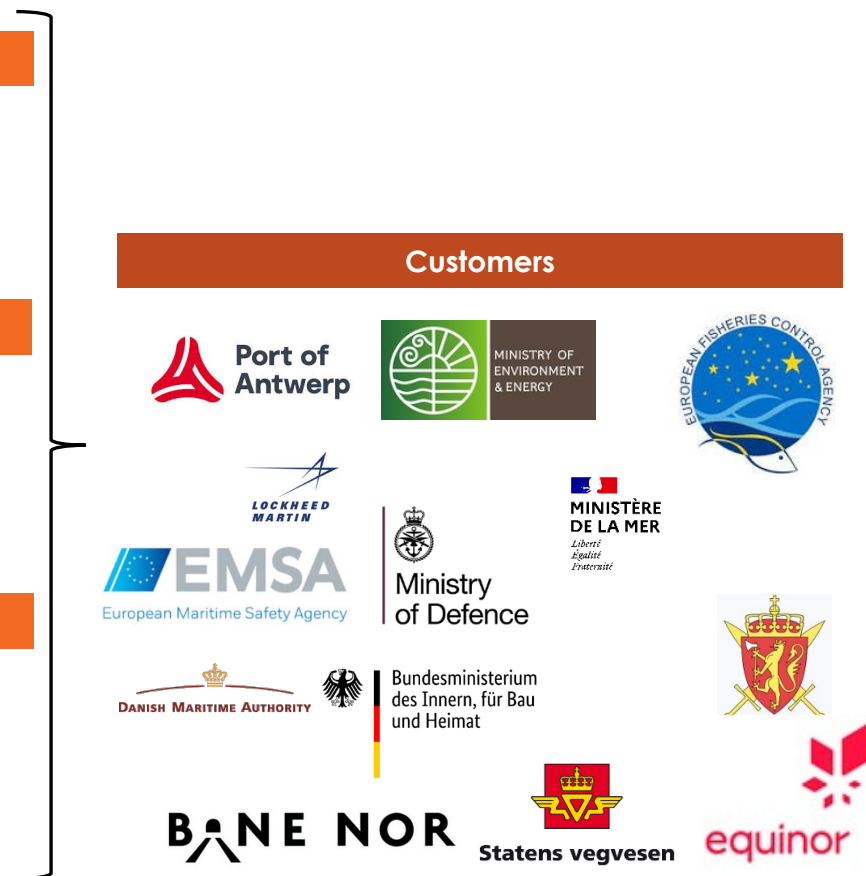 Customers
Port of
Antwerp
MINISTRY OF
ENVIRONMENT
& ENERGY
EUROPEAN FISHERIES CONTROL AGENCY
LOCKHEED
MARTIN
MINISTÈRE
DE LA MER
Liberté
Égalité
Fraternité
EMSA
European Maritime Safety Agency
Ministry
of Defence
DANISH MARITIME AUTHORITY
Bundesministerium
des Innern, für Bau
und Heimat
BANE NOR
Statens vegvesen
equinor